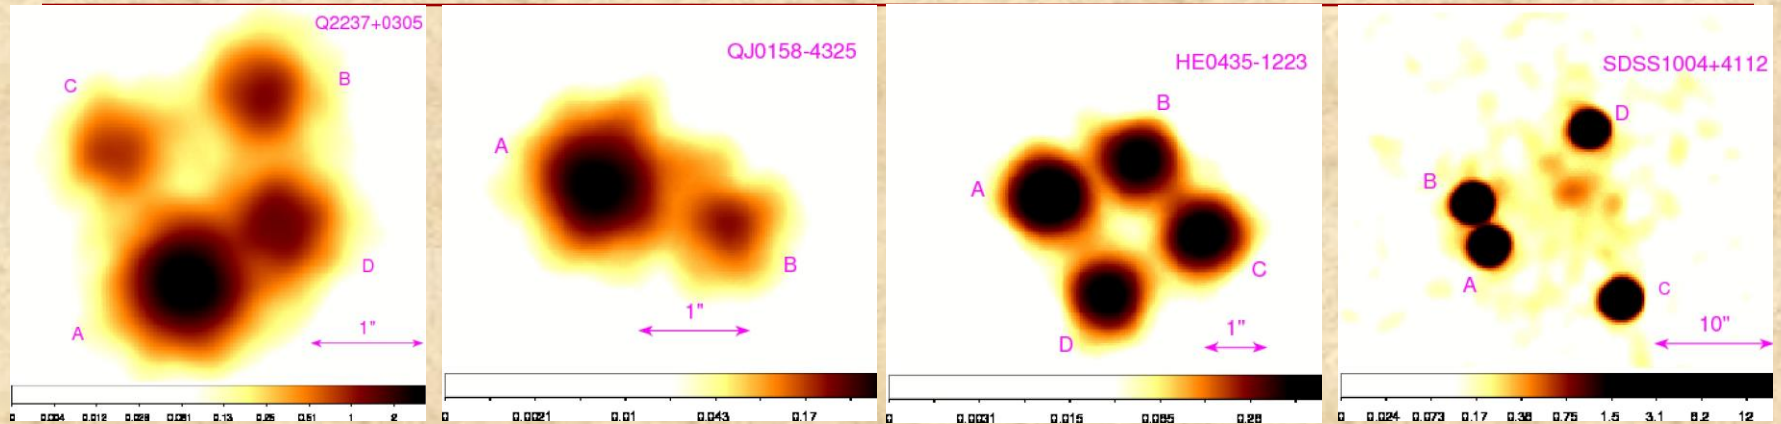 Q2237+0305
C
B
D
A
1"
0 0.004 0.012 0.028 0.061 0.13 0.25 0.51 1 2
QJ0158-4325
A
B
1"
0 0.0021 0.01 0.043 0.17
HE0435-1223
B
A
C
D
1"
0 0.0031 0.015 0.065 0.26
SDSS1004+4112
D
B
A
C
10"
0 0.024 0.073 0.17 0.36 0.75 1.5 3.1 6.2 12